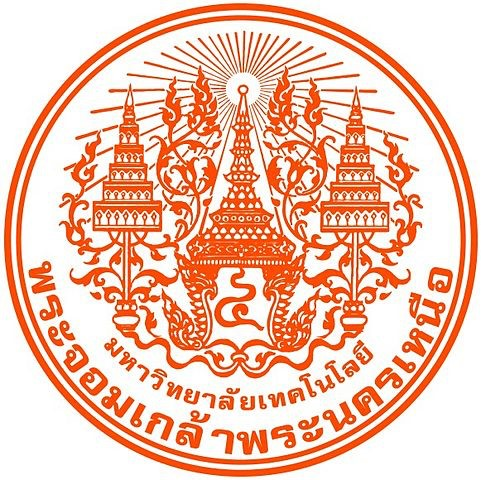 ๔
มหาวิทยาลัยเทคโนโลยี
พระจอมเกล้าพระนครเหนือ